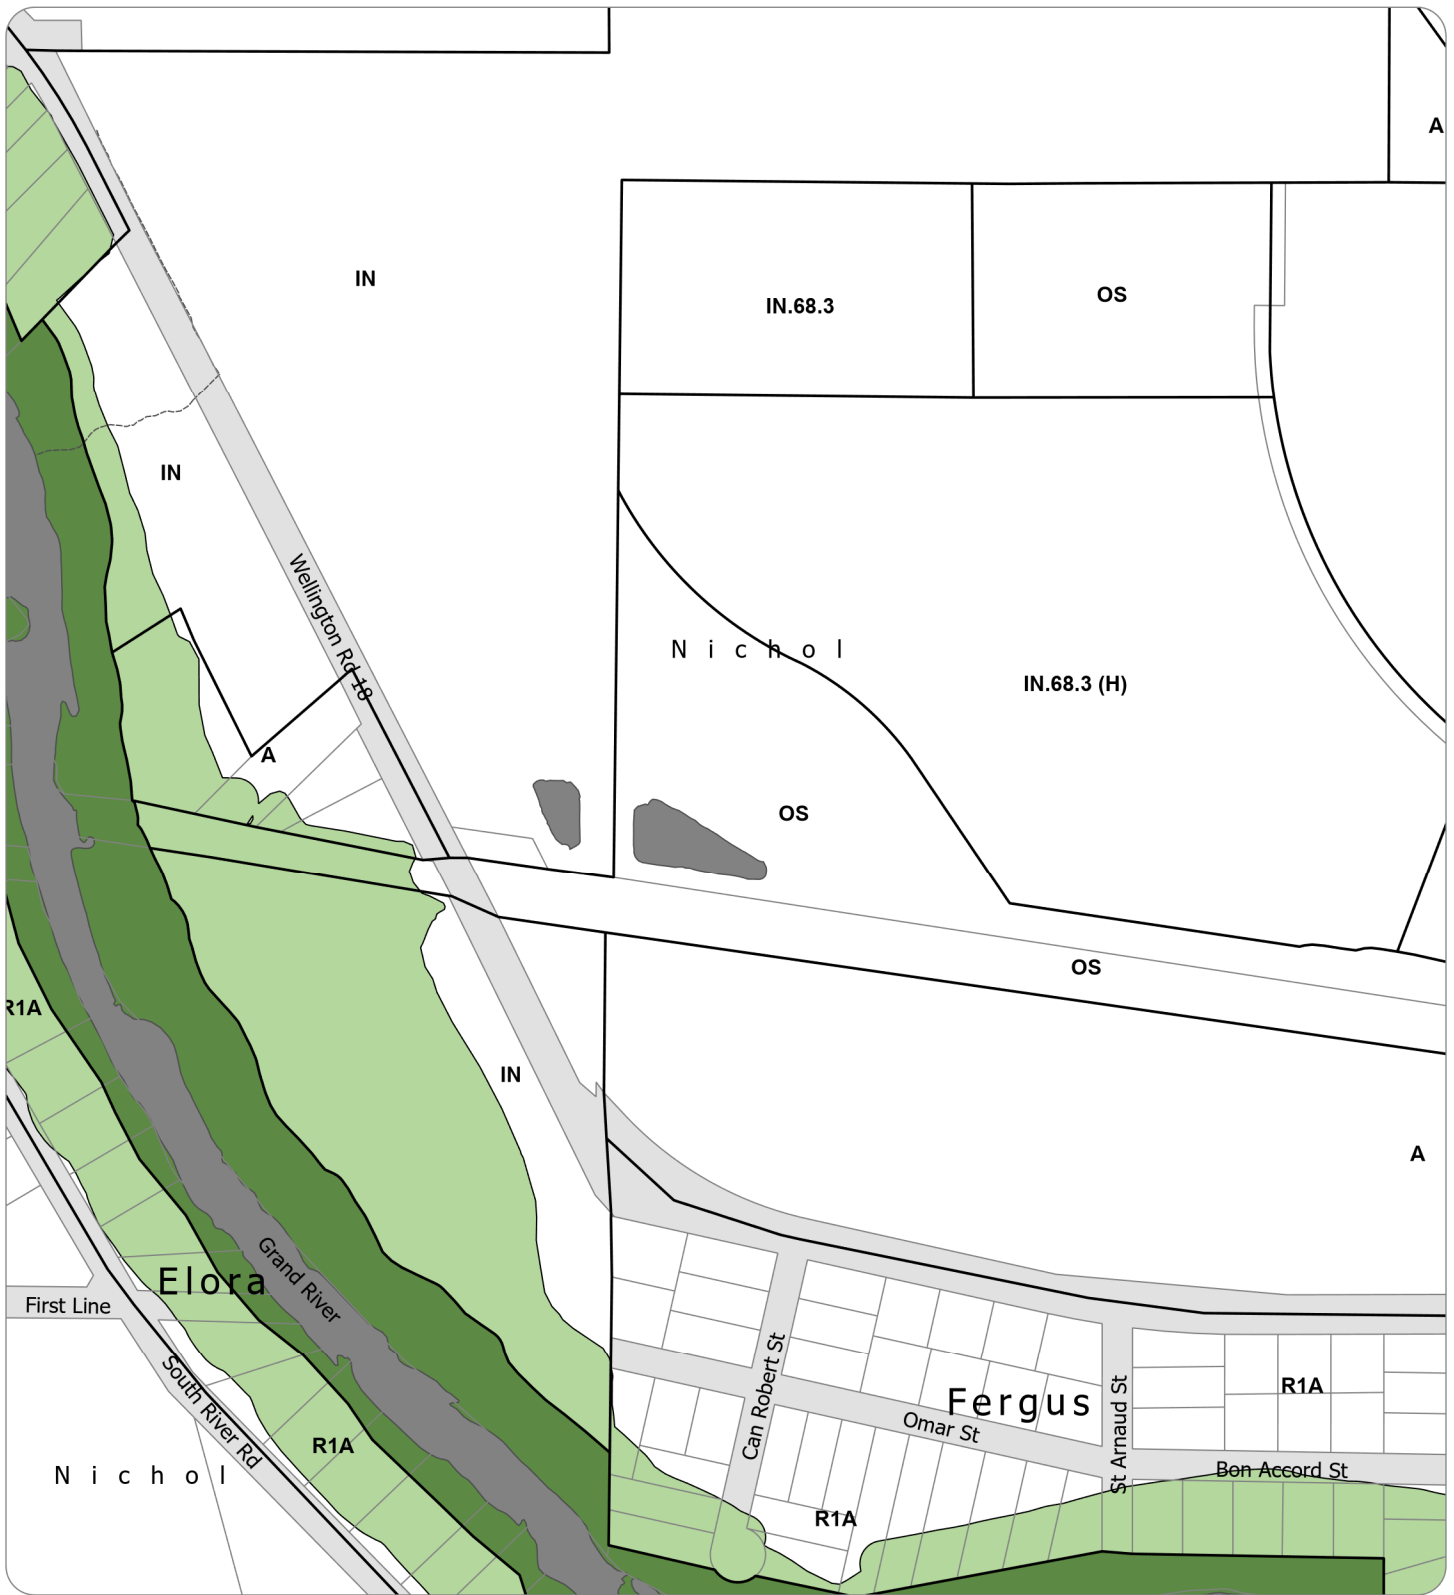 A
IN
OS
IN.68.3
IN
Wellington Rd 18
Nichol
IN.68.3 (H)
A
OS
OS
R1A
IN
A
Elora
Grand River
First Line
South River Rd
Can Robert St
Fergus
Omar St
St Arnaud St
R1A
R1A
Nichol
Bon Accord St
R1A